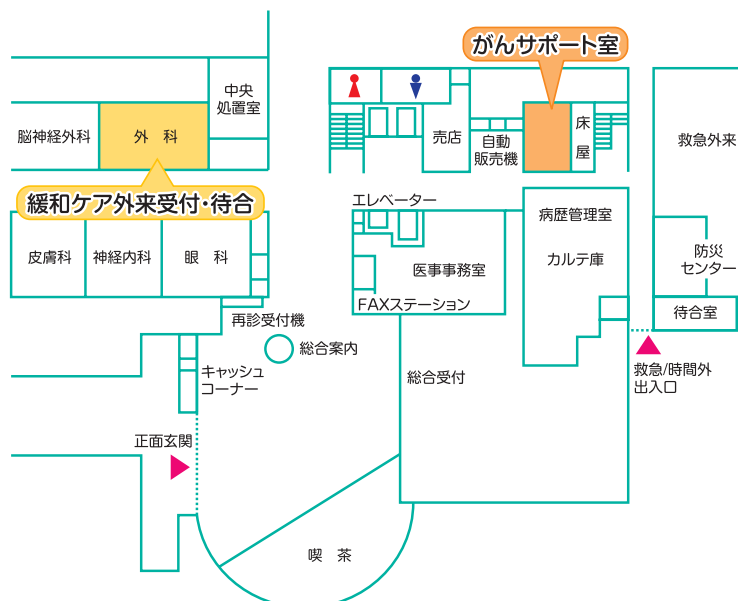 がんサポート室
中央
処置室
脳神経外科
外　科
売店
自動
販売機
床
屋
救急外来
緩和ケア外来受付・待合
エレベーター
病歴管理室
皮膚科
神経内科
眼　科
医事事務室
カルテ庫
防災
センター
FAXステーション
待合室
再診受付機
総合案内
キャッシュ
コーナー
総合受付
救急/時間外
出入口
正面玄関
喫　茶